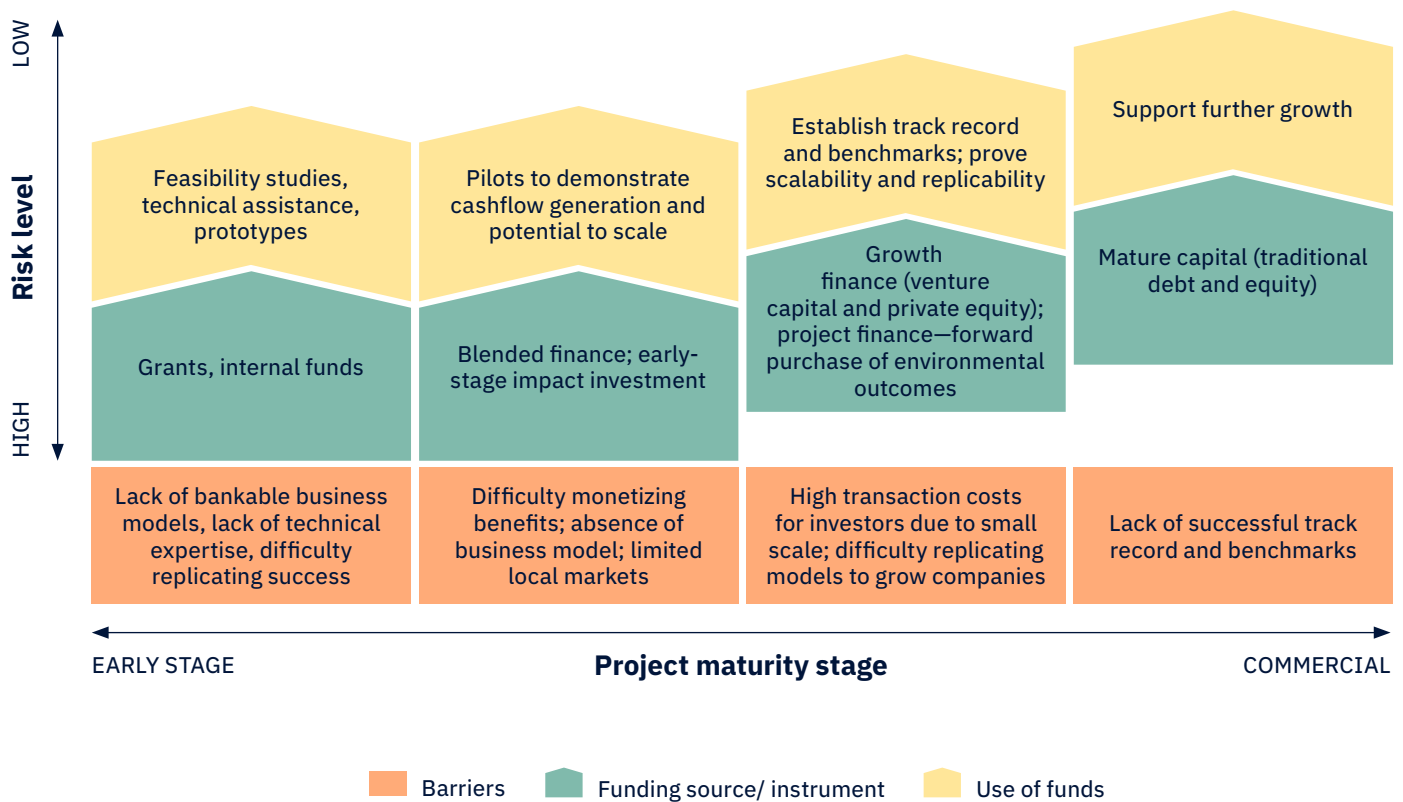 LOW
Risk level
HIGH
Feasibility studies,
technical assistance,
prototypes
Grants, internal funds
Lack of bankable business
models, lack of technical
expertise, difficulty
replicating success
Pilots to demonstrate
cashflow generation and
potential to scale
Blended finance; early-
stage impact investment
Difficulty monetizing
benefits; absence of
business model; limited
local markets
Establish track record
and benchmarks; prove
scalability and replicability
Growth
finance (venture
capital and private equity);
project finance—forward
purchase of environmental
outcomes
High transaction costs
for investors due to small
scale; difficulty replicating
models to grow companies
Support further growth
Mature capital (traditional
debt and equity)
Lack of successful track
record and benchmarks
EARLY STAGE
Project maturity stage
COMMERCIAL
Barriers
Funding source/ instrument
Use of funds